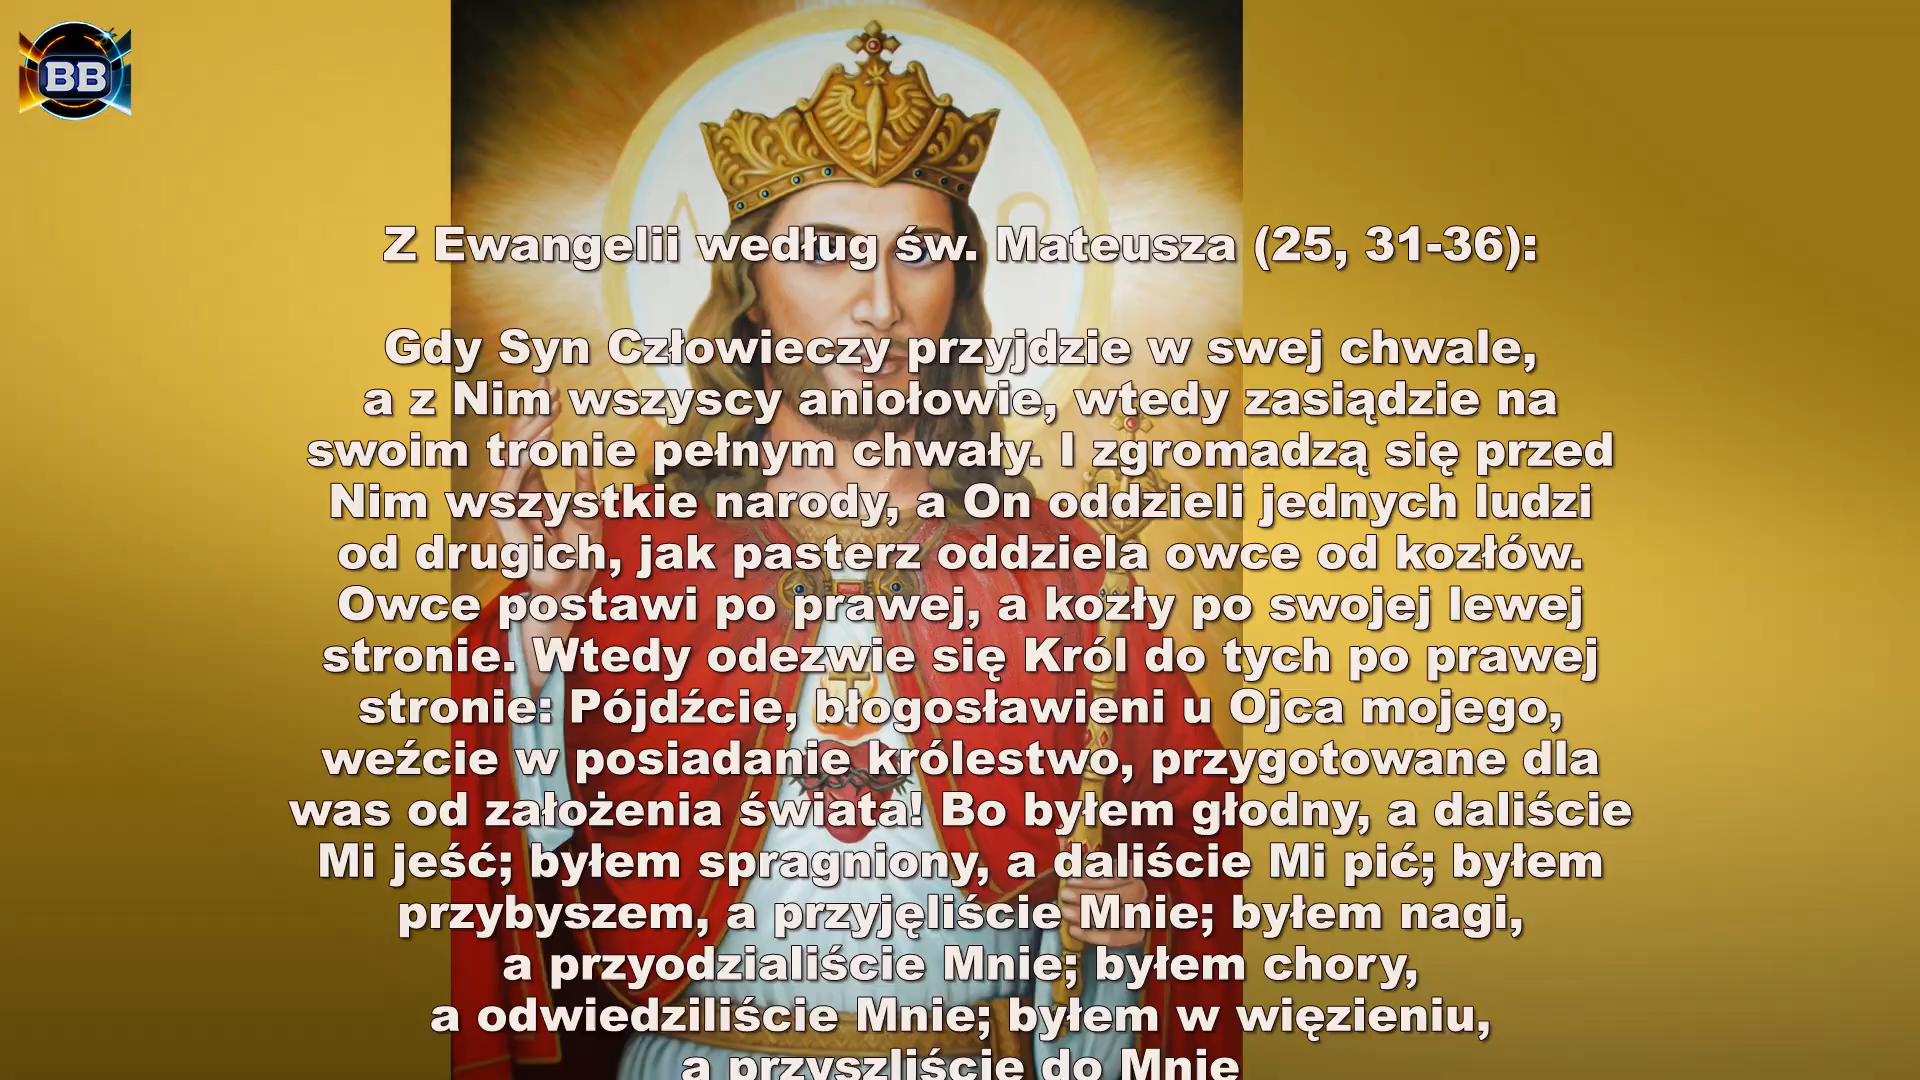 BB
Α Ω
Z Ewangelii według św. Mateusza (25, 31-36):
Gdy Syn Człowieczy przyjdzie w swej chwale,
a z Nim wszyscy aniołowie, wtedy zasiądzie na
swoim tronie pełnym chwały. I zgromadzą się przed
Nim wszystkie narody, a On oddzieli jednych ludzi
od drugich, jak pasterz oddziela owce od kozłów.
Owce postawi po prawej, a kozły po swojej lewej
stronie. Wtedy odezwie się Król do tych po prawej
stronie: Pójdźcie, błogosławieni u Ojca mojego,
weźcie w posiadanie królestwo, przygotowane dla
was od założenia świata! Bo byłem głodny, a daliście
Mi jeść; byłem spragniony, a daliście Mi pić; byłem
przybyszem, a przyjęliście Mnie; byłem nagi,
a przyodzialiście Mnie; byłem chory,
a odwiedziliście Mnie; byłem w więzieniu,
a przyszliście do Mnie